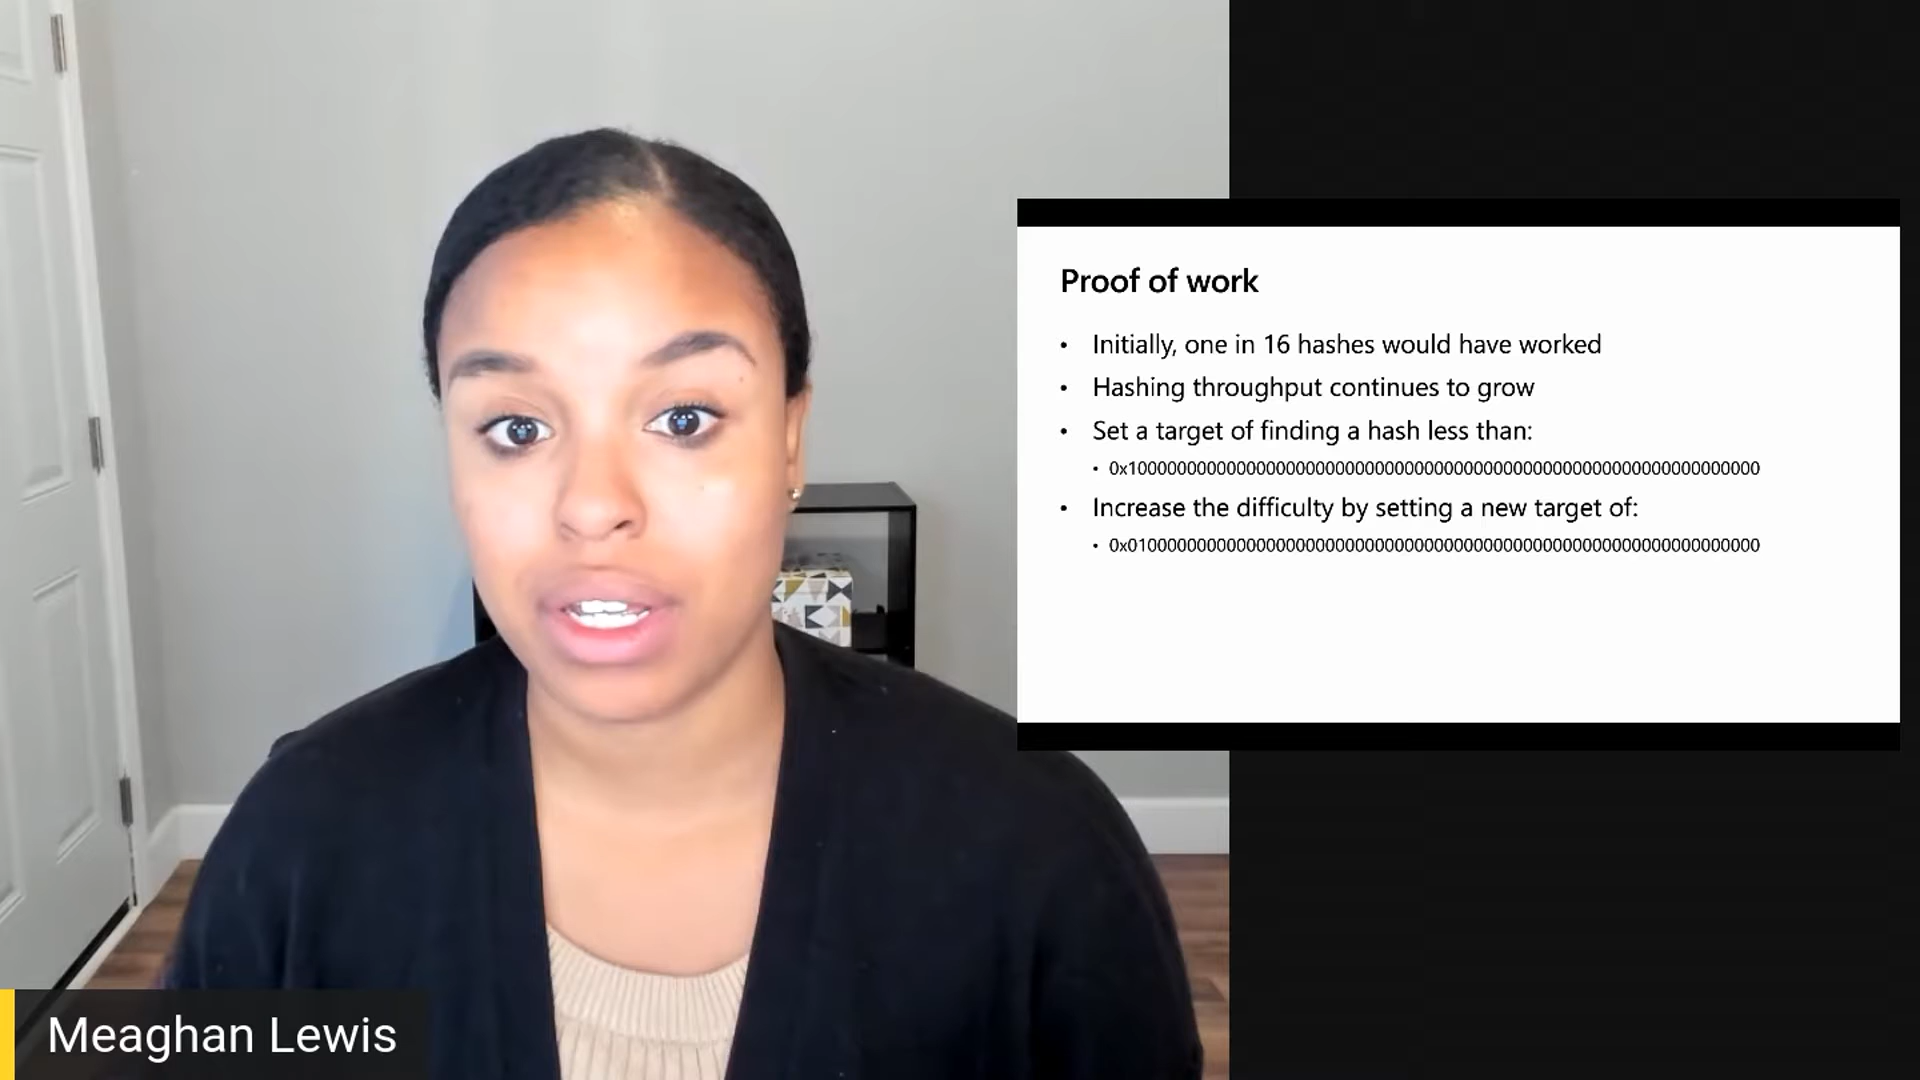 Proof of work
• Initially, one in 16 hashes would have worked
• Hashing throughput continues to grow
• Set a target of finding a hash less than:
• 0x1000000000000000000000000000000000000000000000000000000000000000
• Increase the difficulty by setting a new target of:
• 0x0100000000000000000000000000000000000000000000000000000000000000
Meaghan Lewis